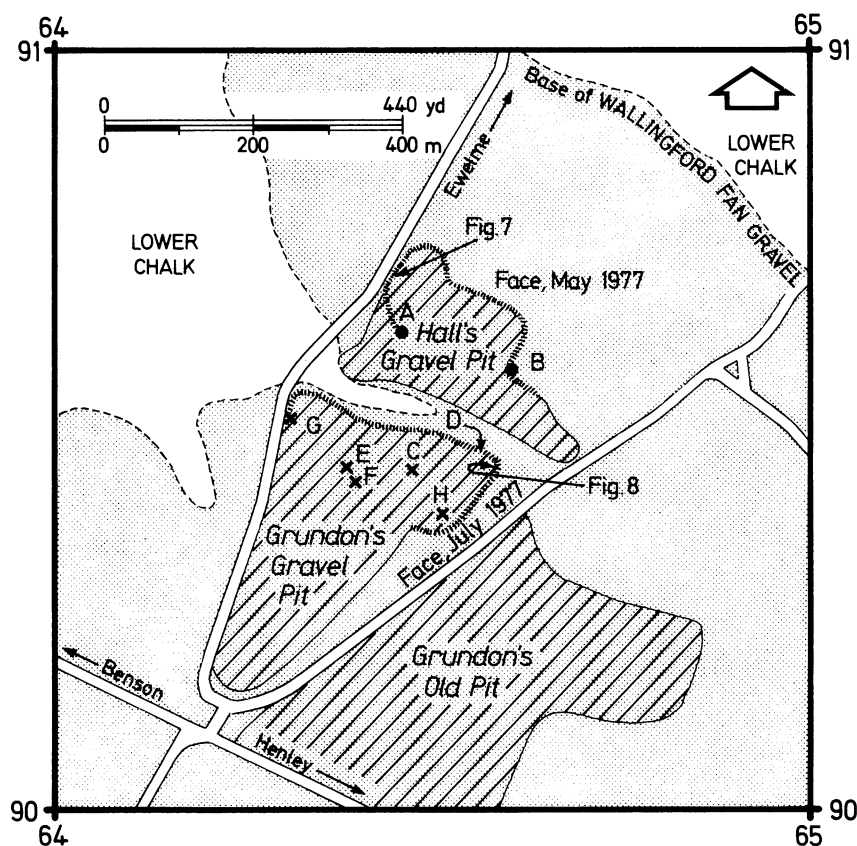 64
65
91
91
0
440 yd
0
200
400 m
Base of WALLINGFORD FAN GRAVEL
LOWER
CHALK
Ewelme
LOWER
CHALK
Fig.7
Face, May 1977
A
Hall's
Gravel Pit
B
D
G
E
C
F
H
Fig.8
Face, July 1977
Grundon's
Gravel
Pit
Grundon's
Old Pit
Benson
Henley
90
90
64
65